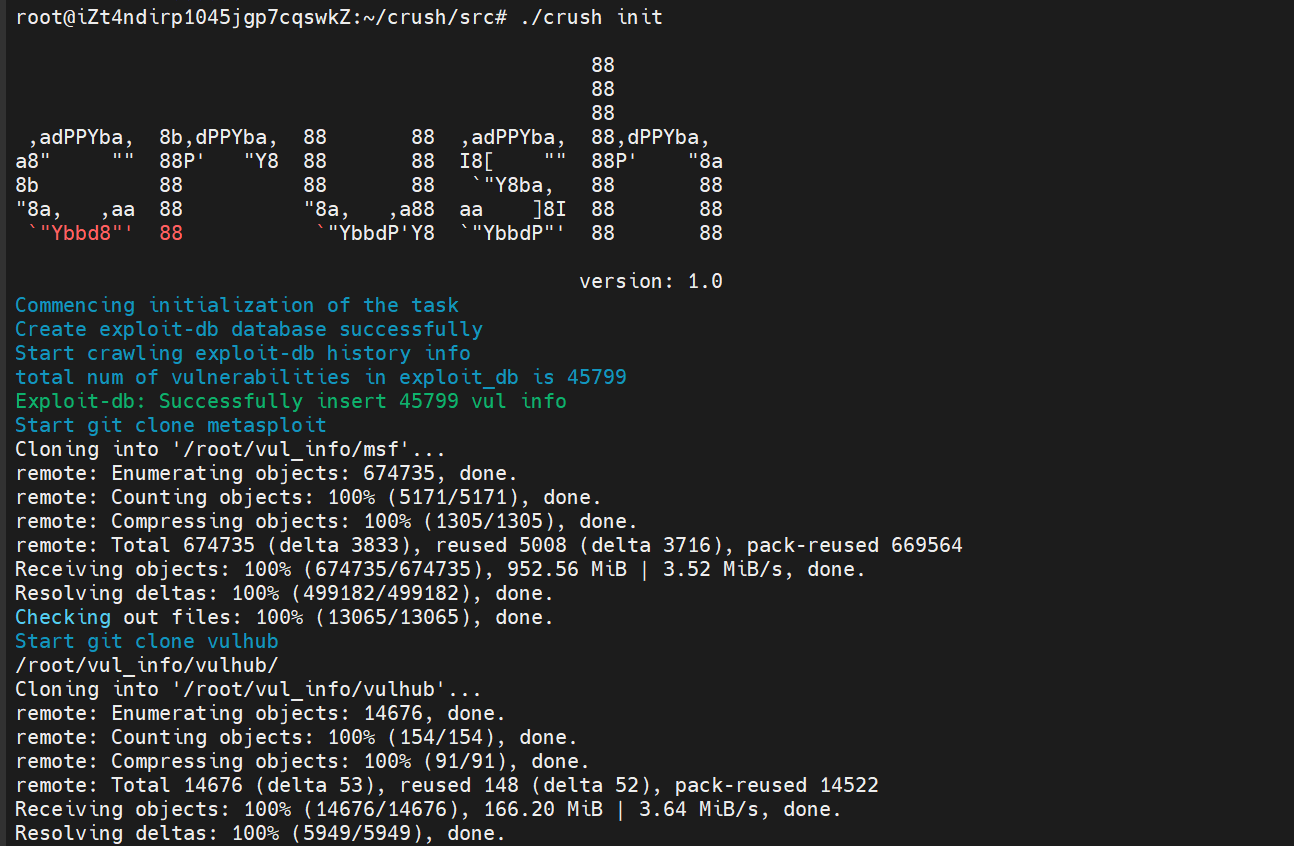 root@iZt4ndirp1045jgp7cqswkZ:~/crush/src# ./crush init
                                                88
                                                88
                                                88
 ,adPPYba,  8b,dPPYba,  88       88  ,adPPYba,  88,dPPYba,
a8"     ""  88P'   "Y8  88       88  I8[    ""  88P'    "8a
8b          88          88       88   `"Y8ba,   88       88
"8a,   ,aa  88          "8a,   ,a88  aa    ]8I  88       88
 `"Ybbd8"'  88           `"YbbdP'Y8  `"YbbdP"'  88       88
                                               version: 1.0
Commencing initialization of the task
Create exploit-db database successfully
Start crawling exploit-db history info
total num of vulnerabilities in exploit_db is 45799
Exploit-db: Successfully insert 45799 vul info
Start git clone metasploit
Cloning into '/root/vul_info/msf'...
remote: Enumerating objects: 674735, done.
remote: Counting objects: 100% (5171/5171), done.
remote: Compressing objects: 100% (1305/1305), done.
remote: Total 674735 (delta 3833), reused 5008 (delta 3716), pack-reused 669564
Receiving objects: 100% (674735/674735), 952.56 MiB | 3.52 MiB/s, done.
Resolving deltas: 100% (499182/499182), done.
Checking out files: 100% (13065/13065), done.
Start git clone vulhub
/root/vul_info/vulhub/
Cloning into '/root/vul_info/vulhub'...
remote: Enumerating objects: 14676, done.
remote: Counting objects: 100% (154/154), done.
remote: Compressing objects: 100% (91/91), done.
remote: Total 14676 (delta 53), reused 148 (delta 52), pack-reused 14522
Receiving objects: 100% (14676/14676), 166.20 MiB | 3.64 MiB/s, done.
Resolving deltas: 100% (5949/5949), done.